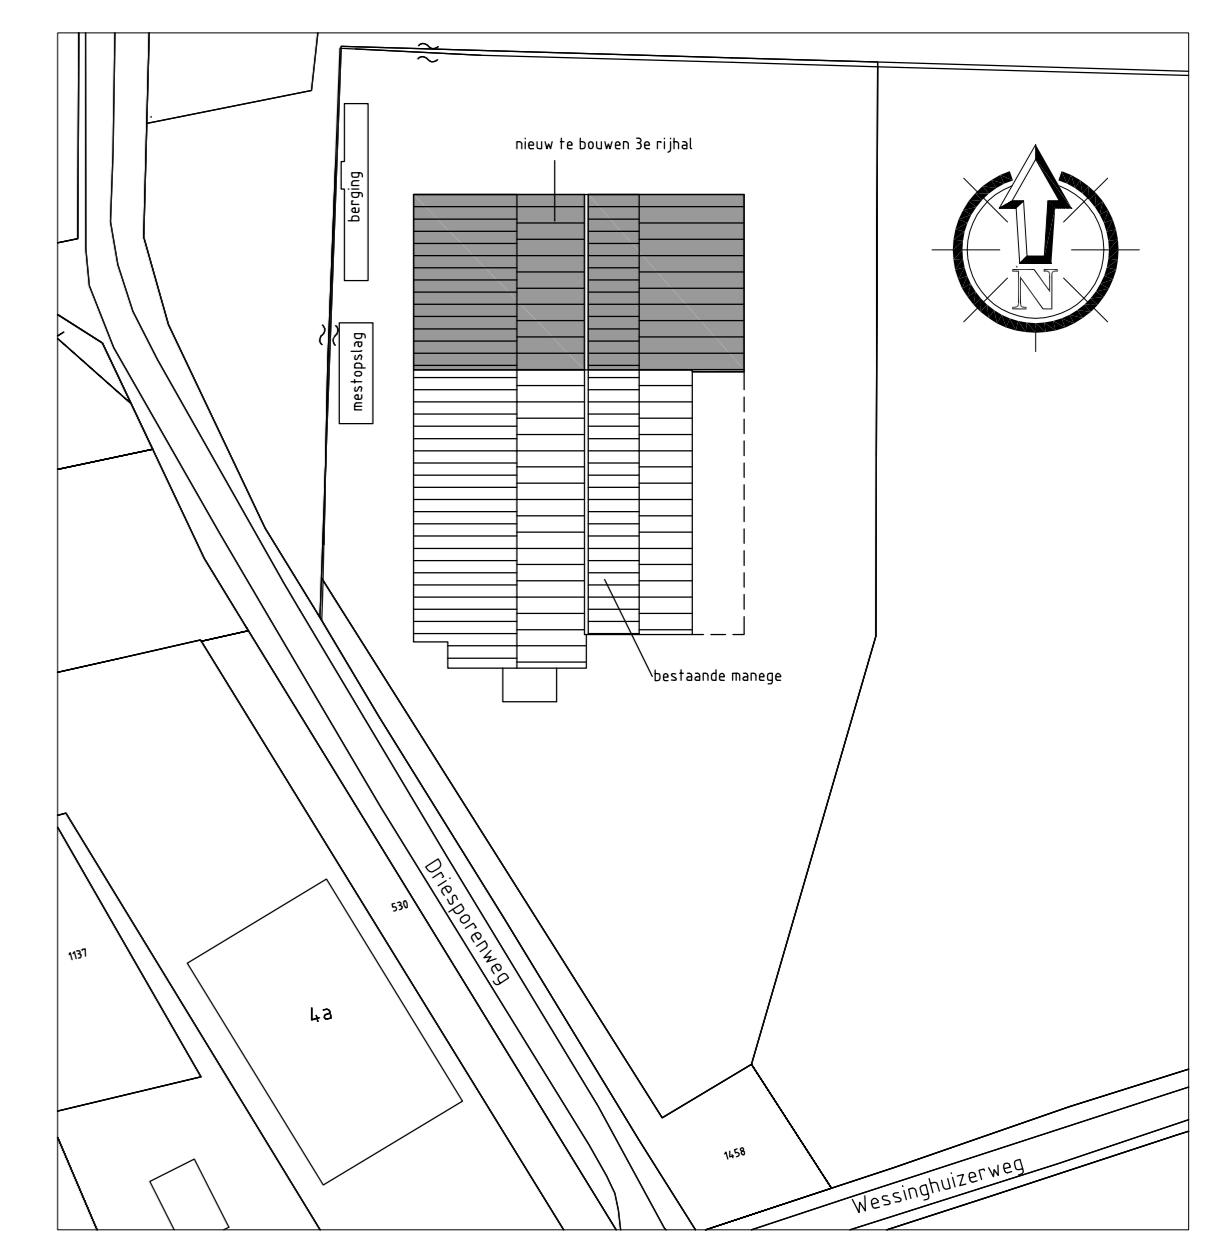 nieuw te bouwen 3e rijhal
berging
N
mestopslag
bestaande manege
Driesporenweg
530
1137
4a
1458
Wessinghuizerweg